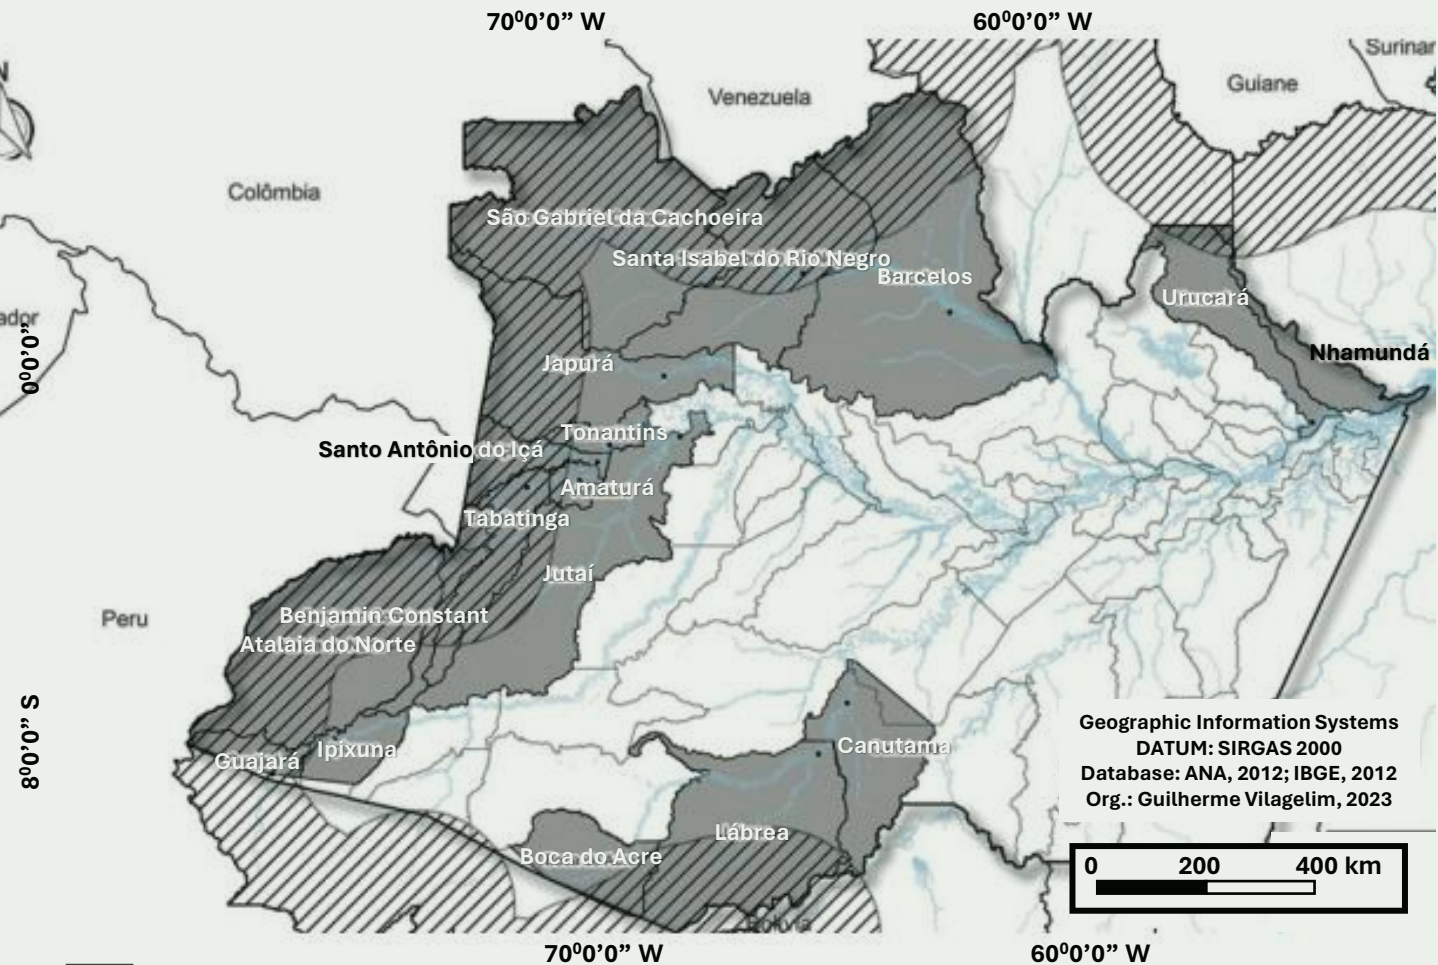 70⁰0'0” W
60⁰0'0” W
N
Surinar
Venezuela
Guiane
Colômbia
São Gabriel da Cachoeira
Santa Isabel do Rio Negro
Barcelos
Urucará
ador
0⁰0'0”
Nhamundá
Japurá
Tonantins
Santo Antônio do Içá
Amaturá
Tabatinga
Jutaí
Peru
Benjamin Constant
Atalaia do Norte
8⁰0'0” S
Guajará
Ipixuna
Canutama
Geographic Information Systems
DATUM: SIRGAS 2000
Database: ANA, 2012; IBGE, 2012
Org.: Guilherme Vilagelim, 2023
Lábrea
Boca do Acre
0 200 400 km
Bolívia
70⁰0'0” W
60⁰0'0” W